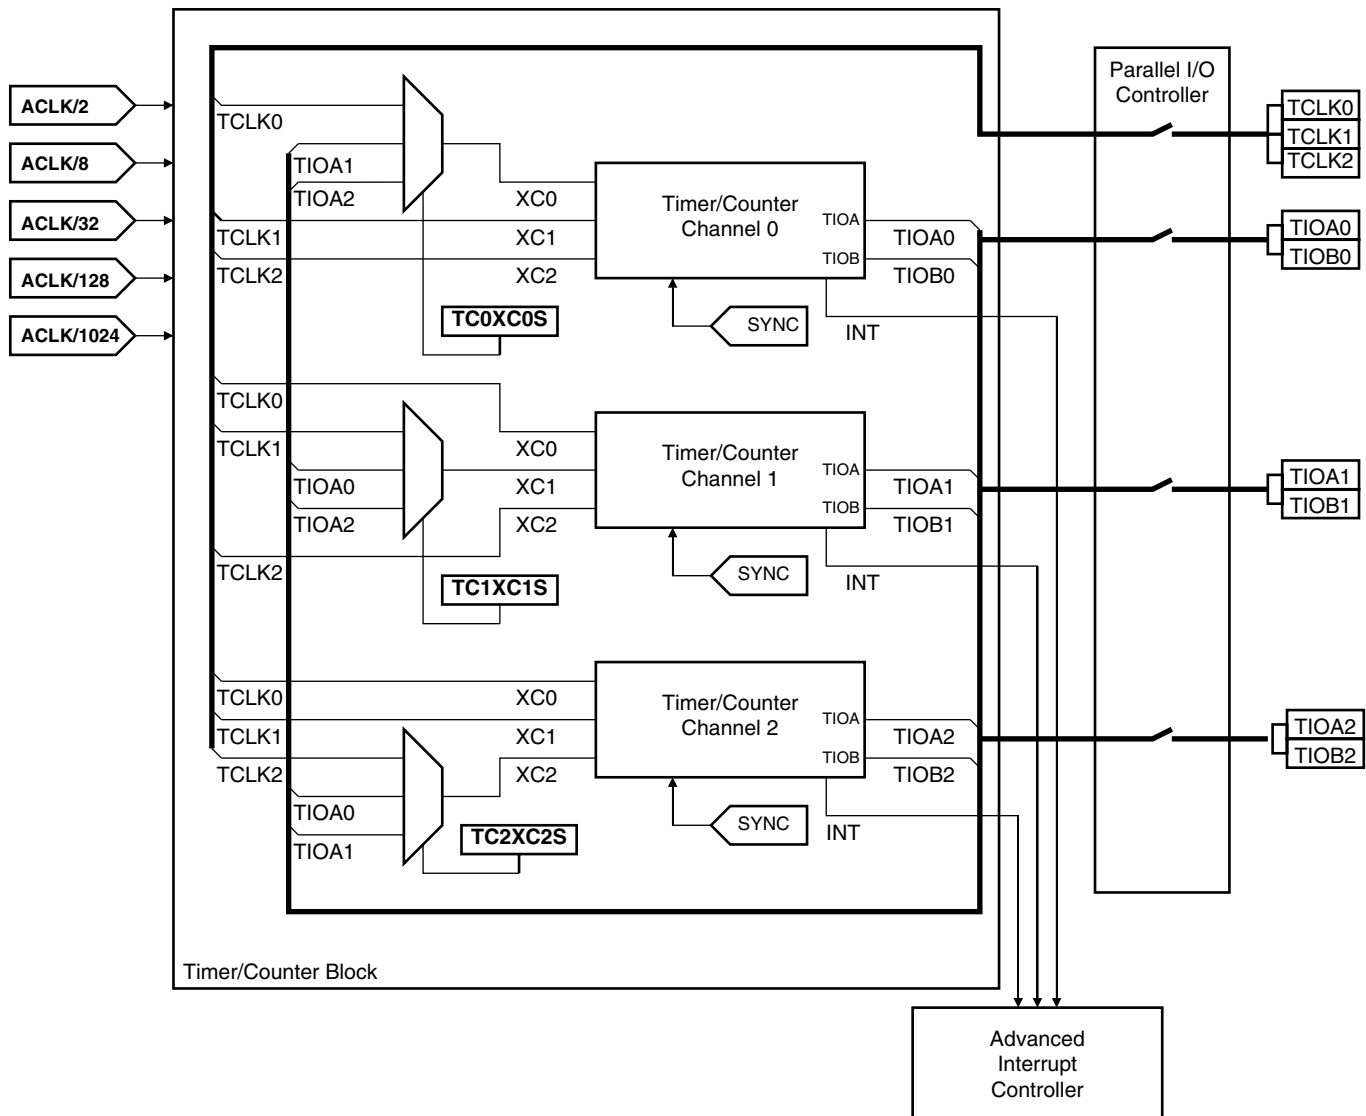 ACLK/2
ACLK/8
ACLK/32
ACLK/128
ACLK/1024
TCLK0
TIOA1
TIOA2
TCLK1
TCLK2
XC0
XC1
XC2
TC0XC0S
Timer/Counter
Channel 0
TIOA
TIOB
SYNC
INT
TIOA0
TIOB0
TCLK0
TCLK1
TIOA0
TIOA2
TCLK2
XC0
XC1
XC2
TC1XC1S
Timer/Counter
Channel 1
TIOA
TIOB
SYNC
INT
TIOA1
TIOB1
TCLK0
TCLK1
TCLK2
TIOA0
TIOA1
XC0
XC1
XC2
TC2XC2S
Timer/Counter
Channel 2
TIOA
TIOB
SYNC
INT
TIOA2
TIOB2
Timer/Counter Block
Parallel I/O
Controller
TCLK0
TCLK1
TCLK2
TIOA0
TIOB0
TIOA1
TIOB1
TIOA2
TIOB2
Advanced
Interrupt
Controller